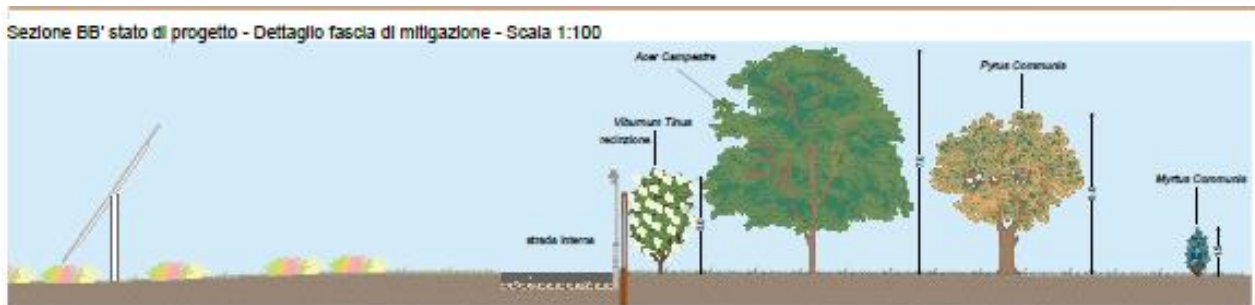 Sezione BB' stato di progetto - Dettaglio fascia di mitigazione - Scala 1:100
Acer Campestre
Pyrus Communis
Viburnum Tinus
recinzione
Myrtus Communis
strada interna